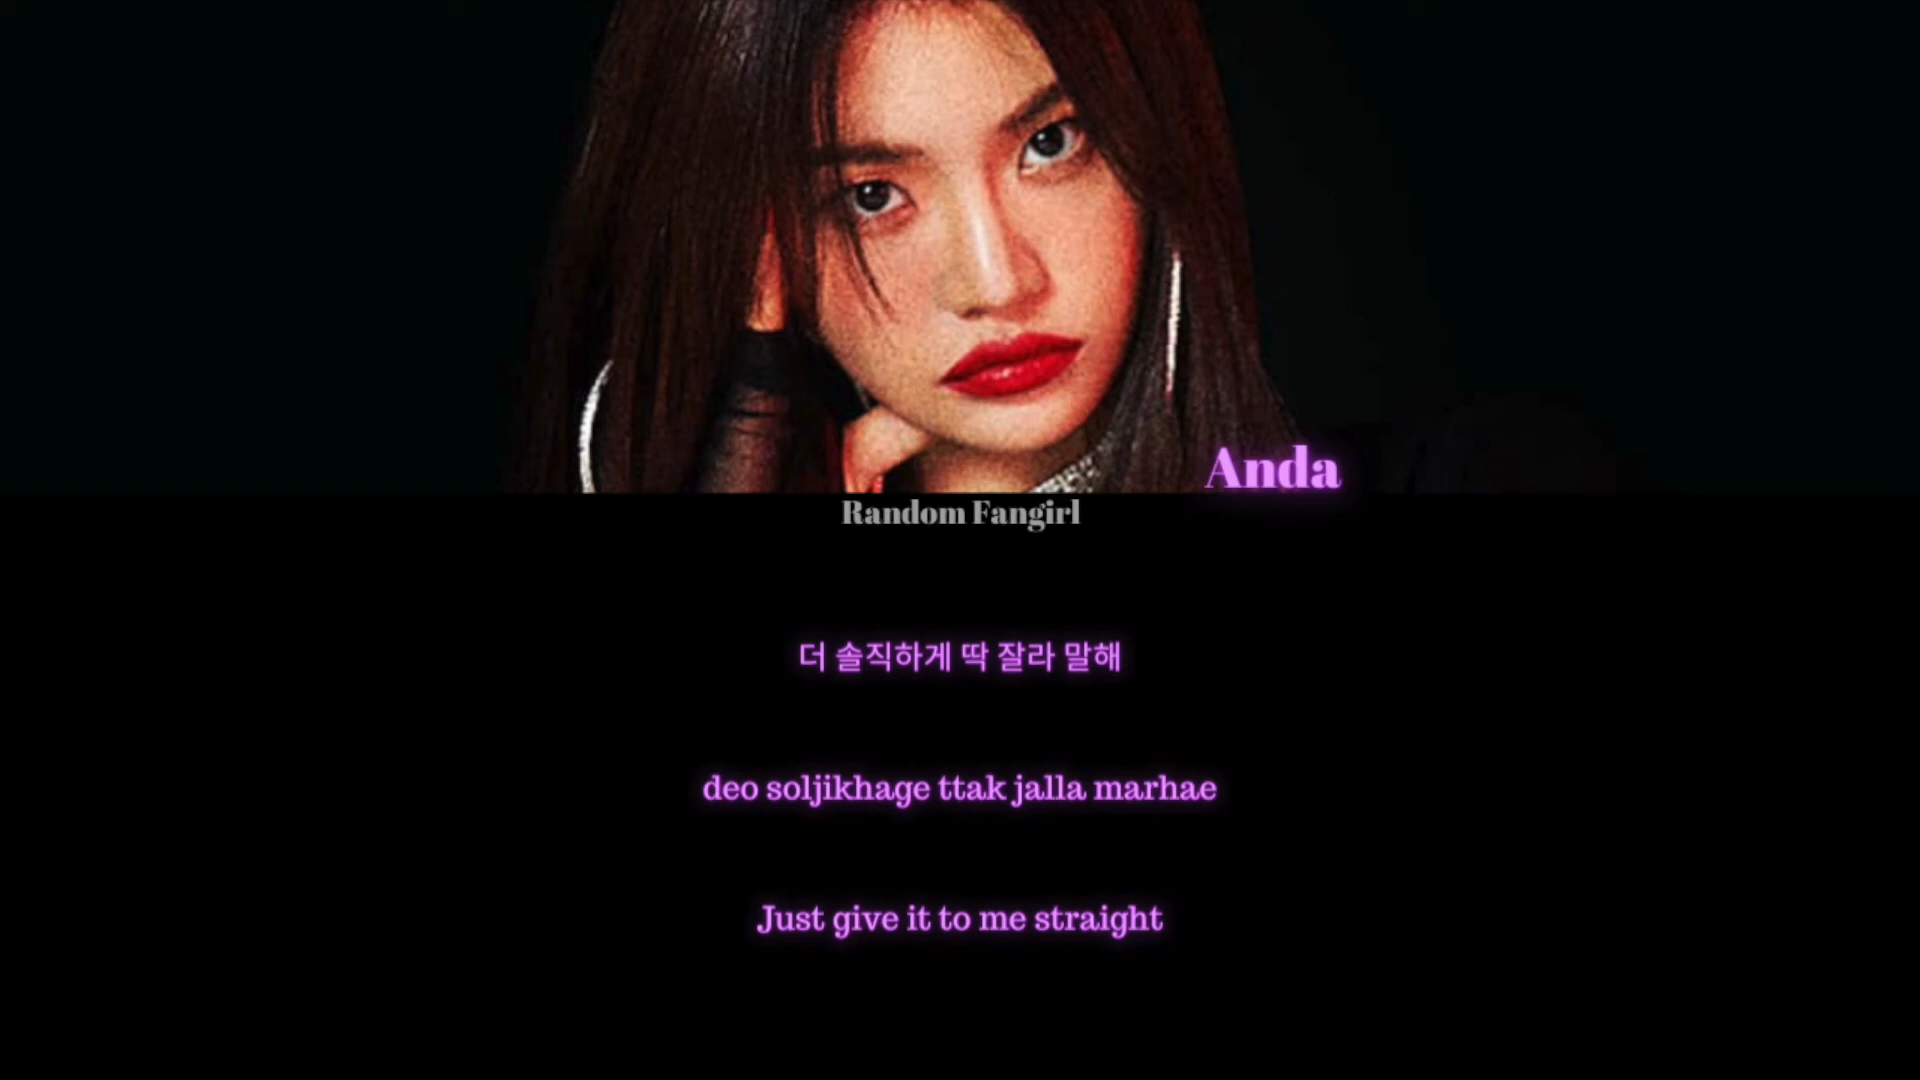 Anda
Random Fangirl
더 솔직하게 딱 잘라 말해
deo soljikhage ttak jalla marhae
Just give it to me straight